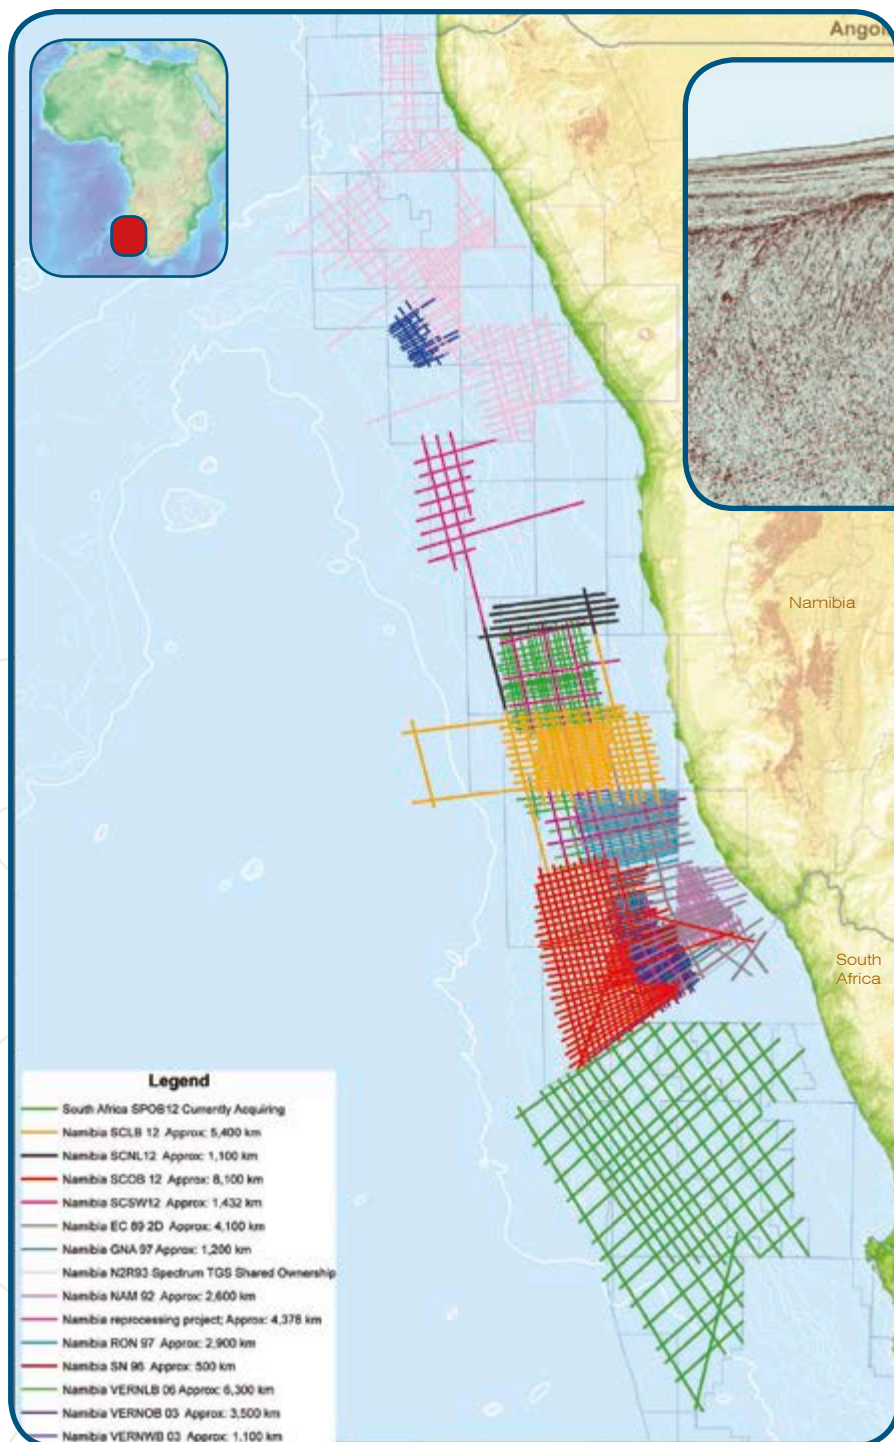 Namibia
South
Africa
Legend
South Africa SPOB12 Currently Acquiring
Namibia SCLB 12 Approx: 5,400 km
Namibia SCNL12 Approx: 1,100 km
Namibia SCOB 12 Approx: 8,100 km
Namibia SCSW12 Approx: 1,432 km
Namibia EC 89 2D Approx: 4,100 km
Namibia GNA 97 Approx: 1,200 km
Namibia N2R93 Spectrum TGS Shared Ownership
Namibia NAM 92 Approx: 2,600 km
Namibia reprocessing project; Approx: 4,378 km
Namibia RON 97 Approx: 2,900 km
Namibia SN 96 Approx: 500 km
Namibia VERNLB 06 Approx: 6,300 km
Namibia VERNOB 03 Approx: 3,500 km
Namibia VERNWB 03 Approx: 1,100 km